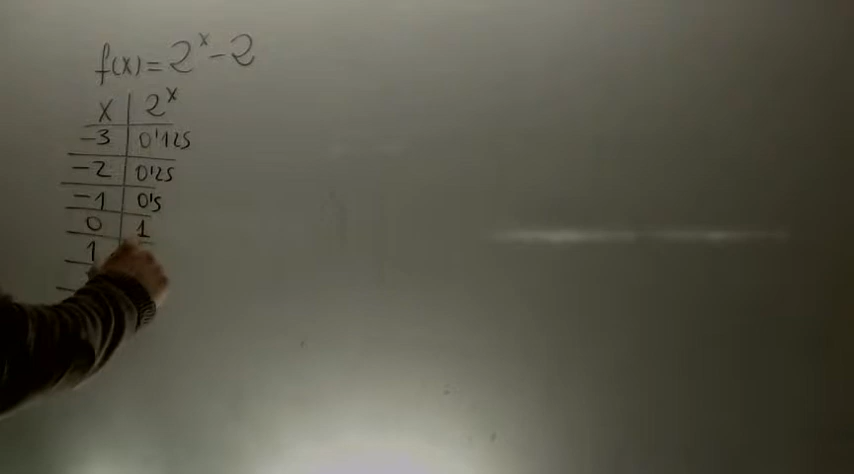 f(x) = 2^x - 2
x | 2^x
-3 | 0'125
-2 | 0'25
-1 | 0'5
0 | 1
1